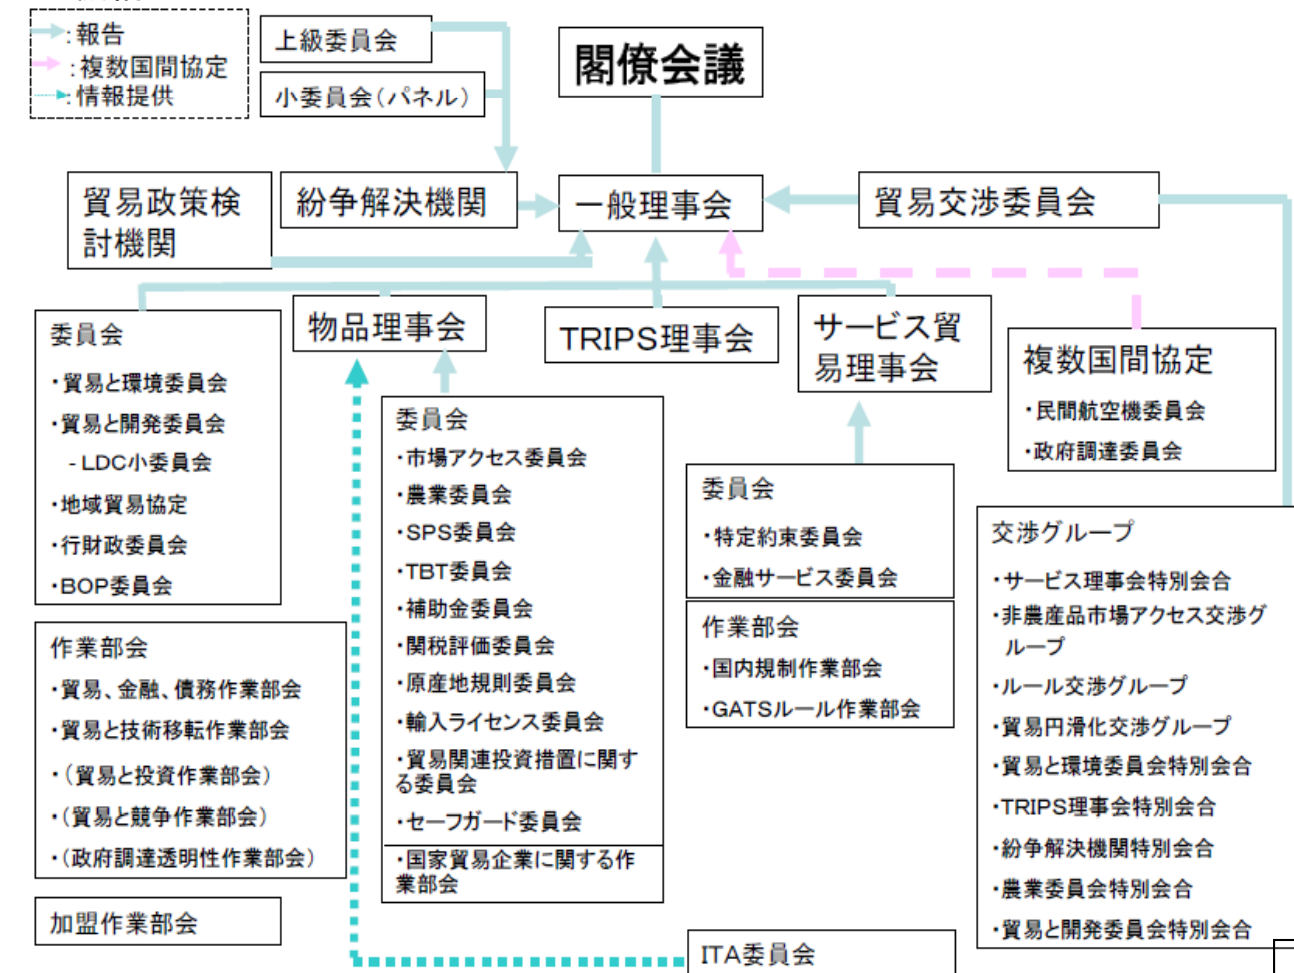 :報告
:複数国間協定
:情報提供
上級委員会
小委員会(パネル)
閣僚会議
貿易政策検
討機関
紛争解決機関
一般理事会
貿易交渉委員会
委員会
・貿易と環境委員会
・貿易と開発委員会
- LDC小委員会
・地域貿易協定
・行財政委員会
・BOP委員会
作業部会
・貿易、金融、債務作業部会
・貿易と技術移転作業部会
・(貿易と投資作業部会)
・(貿易と競争作業部会)
・(政府調達透明性作業部会)
加盟作業部会
物品理事会
委員会
・市場アクセス委員会
・農業委員会
・SPS委員会
・TBT委員会
・補助金委員会
・関税評価委員会
・原産地規則委員会
・輸入ライセンス委員会
・貿易関連投資措置に関す
る委員会
・セーフガード委員会
・国家貿易企業に関する作
業部会
TRIPS理事会
サービス貿
易理事会
委員会
・特定約束委員会
・金融サービス委員会
作業部会
・国内規制作業部会
・GATSルール作業部会
ITA委員会
複数国間協定
・民間航空機委員会
・政府調達委員会
交渉グループ
・サービス理事会特別会合
・非農産品市場アクセス交渉グ
ループ
・ルール交渉グループ
・貿易円滑化交渉グループ
・貿易と環境委員会特別会合
・TRIPS理事会特別会合
・紛争解決機関特別会合
・農業委員会特別会合
・貿易と開発委員会特別会合